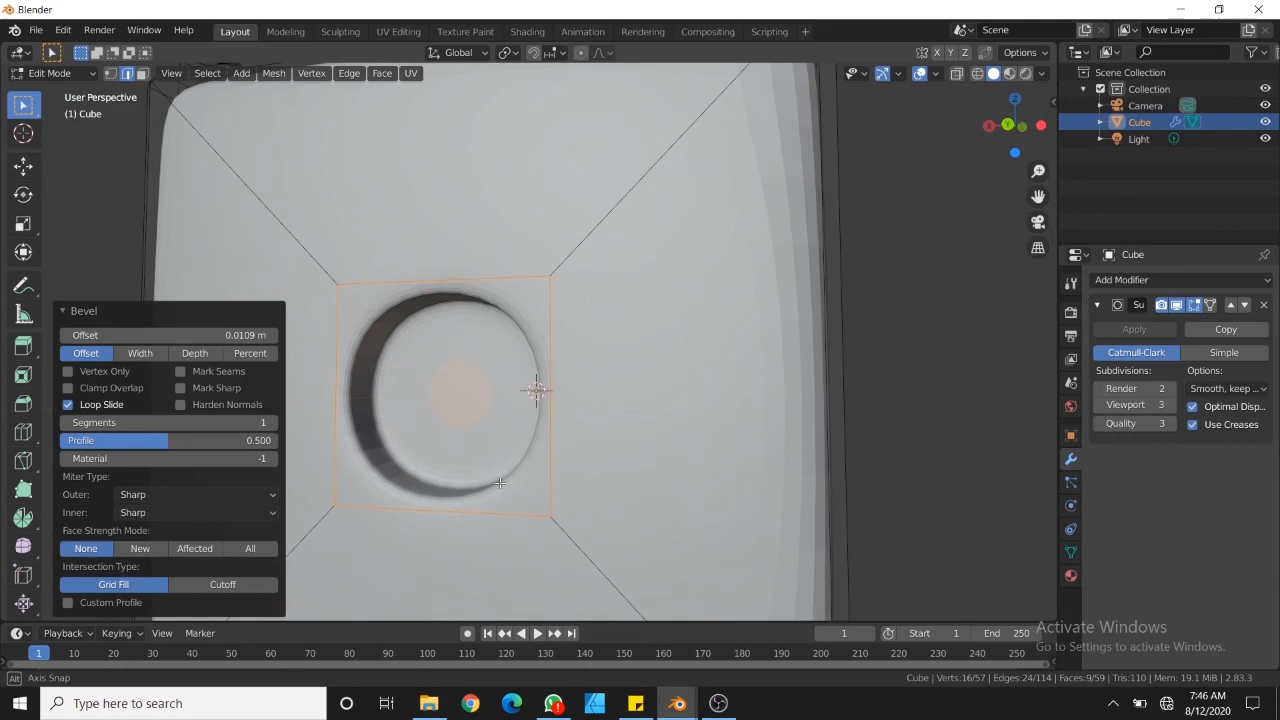 Blender
File Edit Render Window Help Layout Modeling Sculpting UV Editing Texture Paint Shading Animation Rendering Compositing Scripting + Scene View Layer
Global X Y Z Options
Edit Mode View Select Add Mesh Vertex Edge Face UV
User Perspective
(1) Cube
Scene Collection
Collection
Camera
Cube
Light
Cube
Add Modifier
Su
Apply Copy
Catmull-Clark Simple
Subdivisions: Options:
Render 2 Smooth, keep ...
Viewport 3 Optimal Disp...
Quality 3 Use Creases
Bevel
Offset 0.0109 m
Offset Width Depth Percent
Vertex Only Mark Seams
Clamp Overlap Mark Sharp
Loop Slide Harden Normals
Segments 1
Profile 0.500
Material -1
Miter Type:
Outer: Sharp
Inner: Sharp
Face Strength Mode:
None New Affected All
Intersection Type:
Grid Fill Cutoff
Custom Profile
Activate Windows
Go to Settings to activate Windows.
Playback Keying View Marker 1 Start 1 End 250
1 10 20 30 40 50 60 70 80 90 100 110 120 130 140 150 160 170 180 190 200 210 220 230 240 250
Alt Axis Snap Cube | Verts:16/57 | Edges:24/114 | Faces:9/59 | Tris:110 | Mem: 19.1 MiB | 2.83.3
Type here to search
7:46 AM
8/12/2020